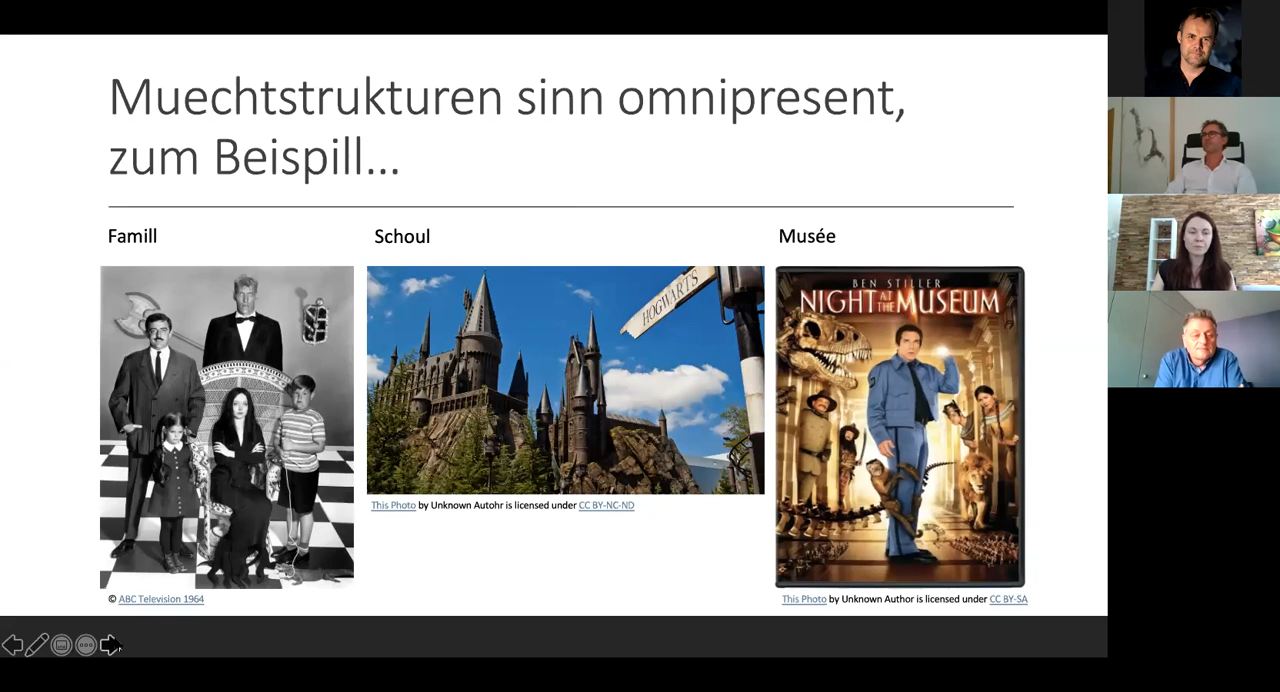 Muechtstrukturen sinn omnipresent,
zum Beispill...
Famill
Schoul
Musée
HOGWARTS
BEN STILLER
NIGHT AT THE MUSEUM
This Photo by Unknown Autohr is licensed under CC BY-NC-ND
© ABC Television 1964
This Photo by Unknown Author is licensed under CC BY-SA